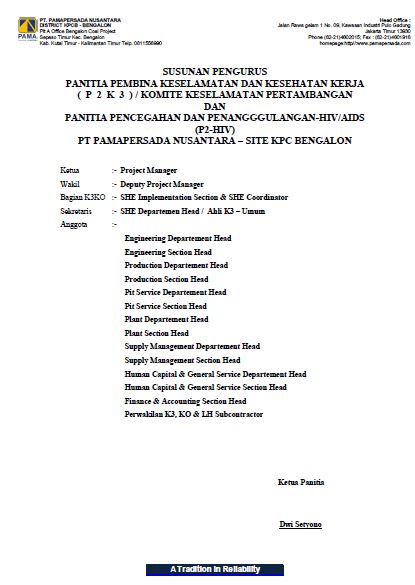 PAMA
PT. PAMAPERSADA NUSANTARA
DISTRICT KPCB - BENGALON
Plt A Office Bengalon Coal Project
Sepaso Timur Kec. Bengalon
Kab. Kutai Timur - Kalimantan Timur Telp. 0811556990
Head Office :
Jalan Rawa gelam 1 No. 09, Kawasan Industri Pulo Gadung
Jakarta Timur 13930
Phone (62-21)4602015; Fax : (62-21)4601916
homepage:http//www.pamapersada.com
SUSUNAN PENGURUS
PANITIA PEMBINA KESELAMATAN DAN KESEHATAN KERJA
( P 2 K 3 ) / KOMITE KESELAMATAN PERTAMBANGAN
DAN
PANITIA PENCEGAHAN DAN PENANGGGULANGAN-HIV/AIDS
(P2-HIV)
PT PAMAPERSADA NUSANTARA – SITE KPC BENGALON
Ketua :- Project Manager
Wakil :- Deputy Project Manager
Bagian K3KO :- SHE Implementation Section & SHE Coordinator
Sekretaris :- SHE Departemen Head / Ahli K3 – Umum
Anggota :-
Engineering Departement Head
Engineering Section Head
Production Departement Head
Production Section Head
Pit Service Departement Head
Pit Service Section Head
Plant Departement Head
Plant Section Head
Supply Management Departement Head
Supply Management Section Head
Human Capital & General Service Departement Head
Human Capital & General Service Section Head
Finance & Accounting Section Head
Perwakilan K3, KO & LH Subcontractor
Ketua Panitia
Dwi Setyono
A Tradition in Reliability